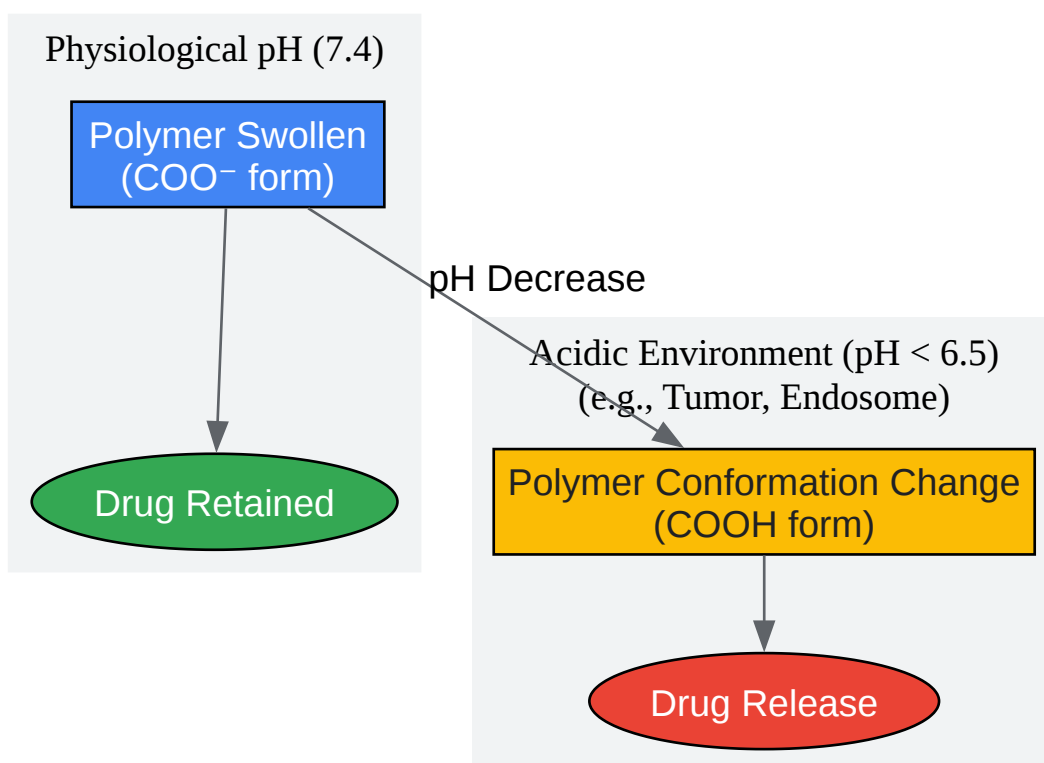 Physiological pH (7.4)
Polymer Swollen
(COO⁻ form)
pH Decrease
Acidic Environment (pH < 6.5)
(e.g., Tumor, Endosome)
Drug Retained
Polymer Conformation Change
(COOH form)
Drug Release